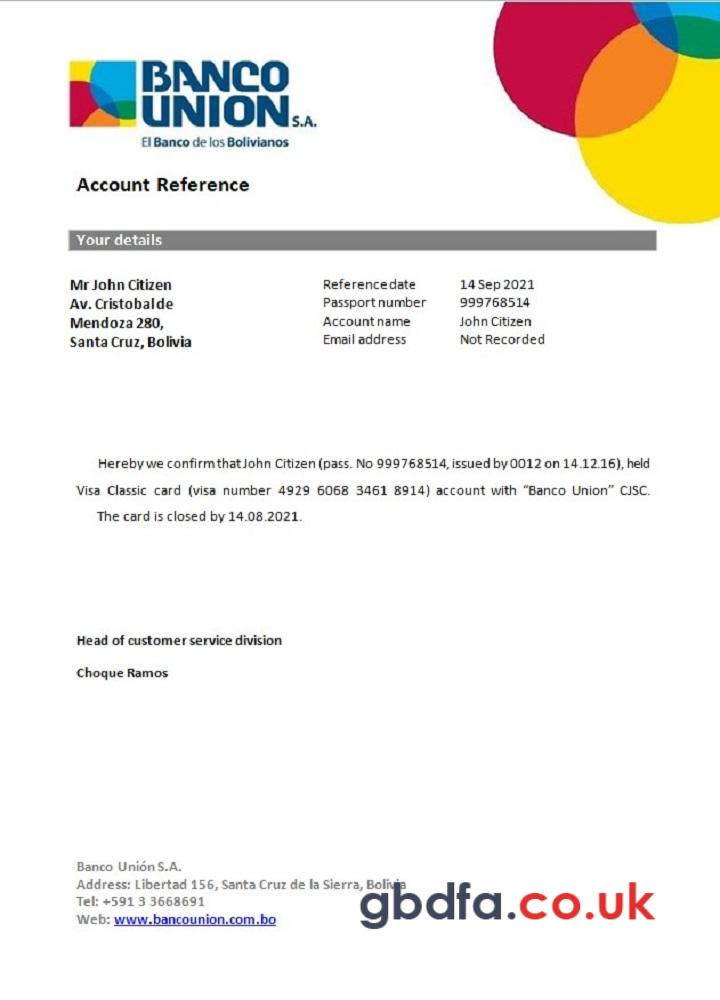 BANCO
UNION S.A.
El Banco de los Bolivianos
Account Reference
Your details
Mr John Citizen
Av. Cristobal de
Mendoza 280,
Santa Cruz, Bolivia
Reference date 14 Sep 2021
Passport number 999768514
Account name John Citizen
Email address Not Recorded
Hereby we confirm that John Citizen (pass. No 999768514, issued by 0012 on 14.12.16), held
Visa Classic card (visa number 4929 6068 3461 8914) account with “Banco Union” CJSC.
The card is closed by 14.08.2021.
Head of customer service division
Choque Ramos
Banco Unión S.A.
Address: Libertad 156, Santa Cruz de la Sierra, Bolivia
Tel: +591 3 3668691
Web: www.bancounion.com.bo
gbdfa.co.uk